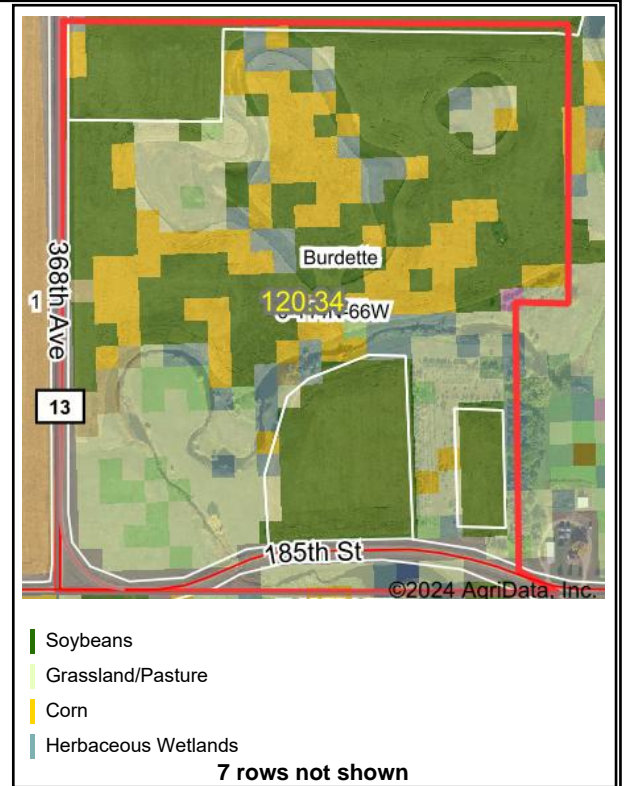 368th Ave
1
13
Burdette
120.34
-66W
185th St
©2024 AgriData, Inc.
Soybeans
Grassland/Pasture
Corn
Herbaceous Wetlands
7 rows not shown